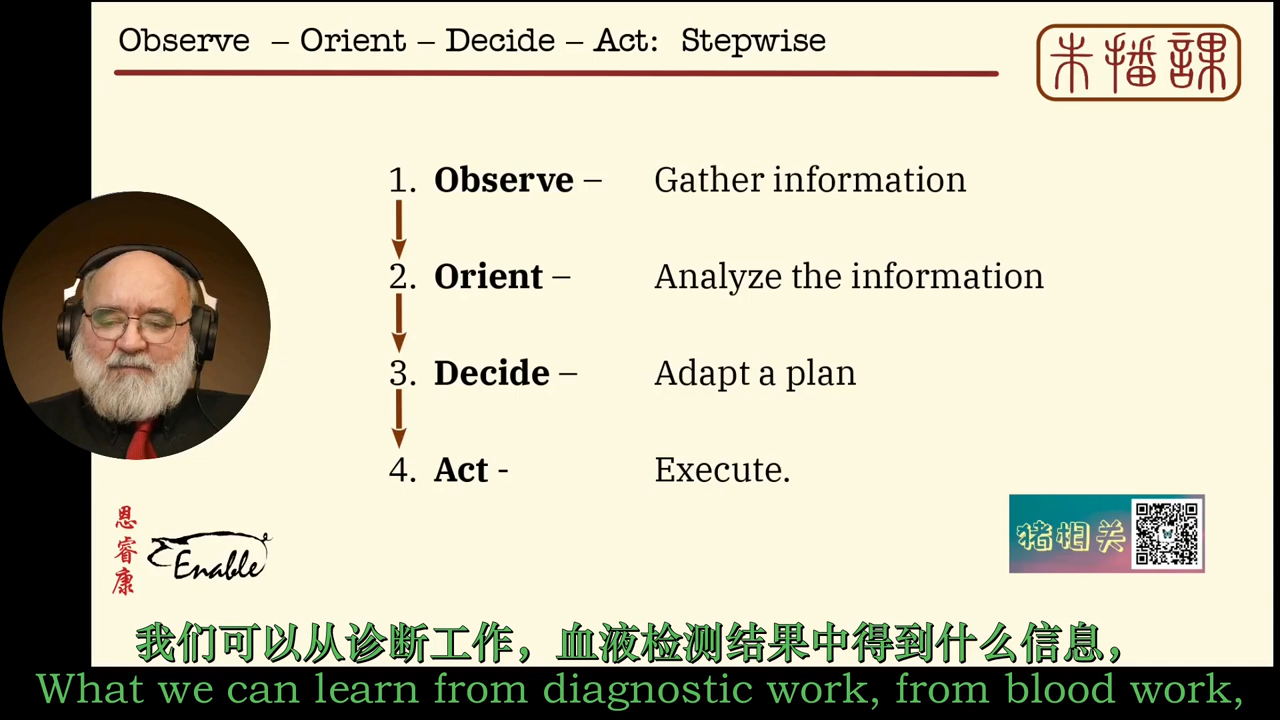 Observe – Orient – Decide – Act: Stepwise
未播課
1. Observe – Gather information
2. Orient – Analyze the information
3. Decide – Adapt a plan
4. Act - Execute.
恩睿康
Enable
猪相关
我们可以从诊断工作，血液检测结果中得到什么信息，
What we can learn from diagnostic work, from blood work,